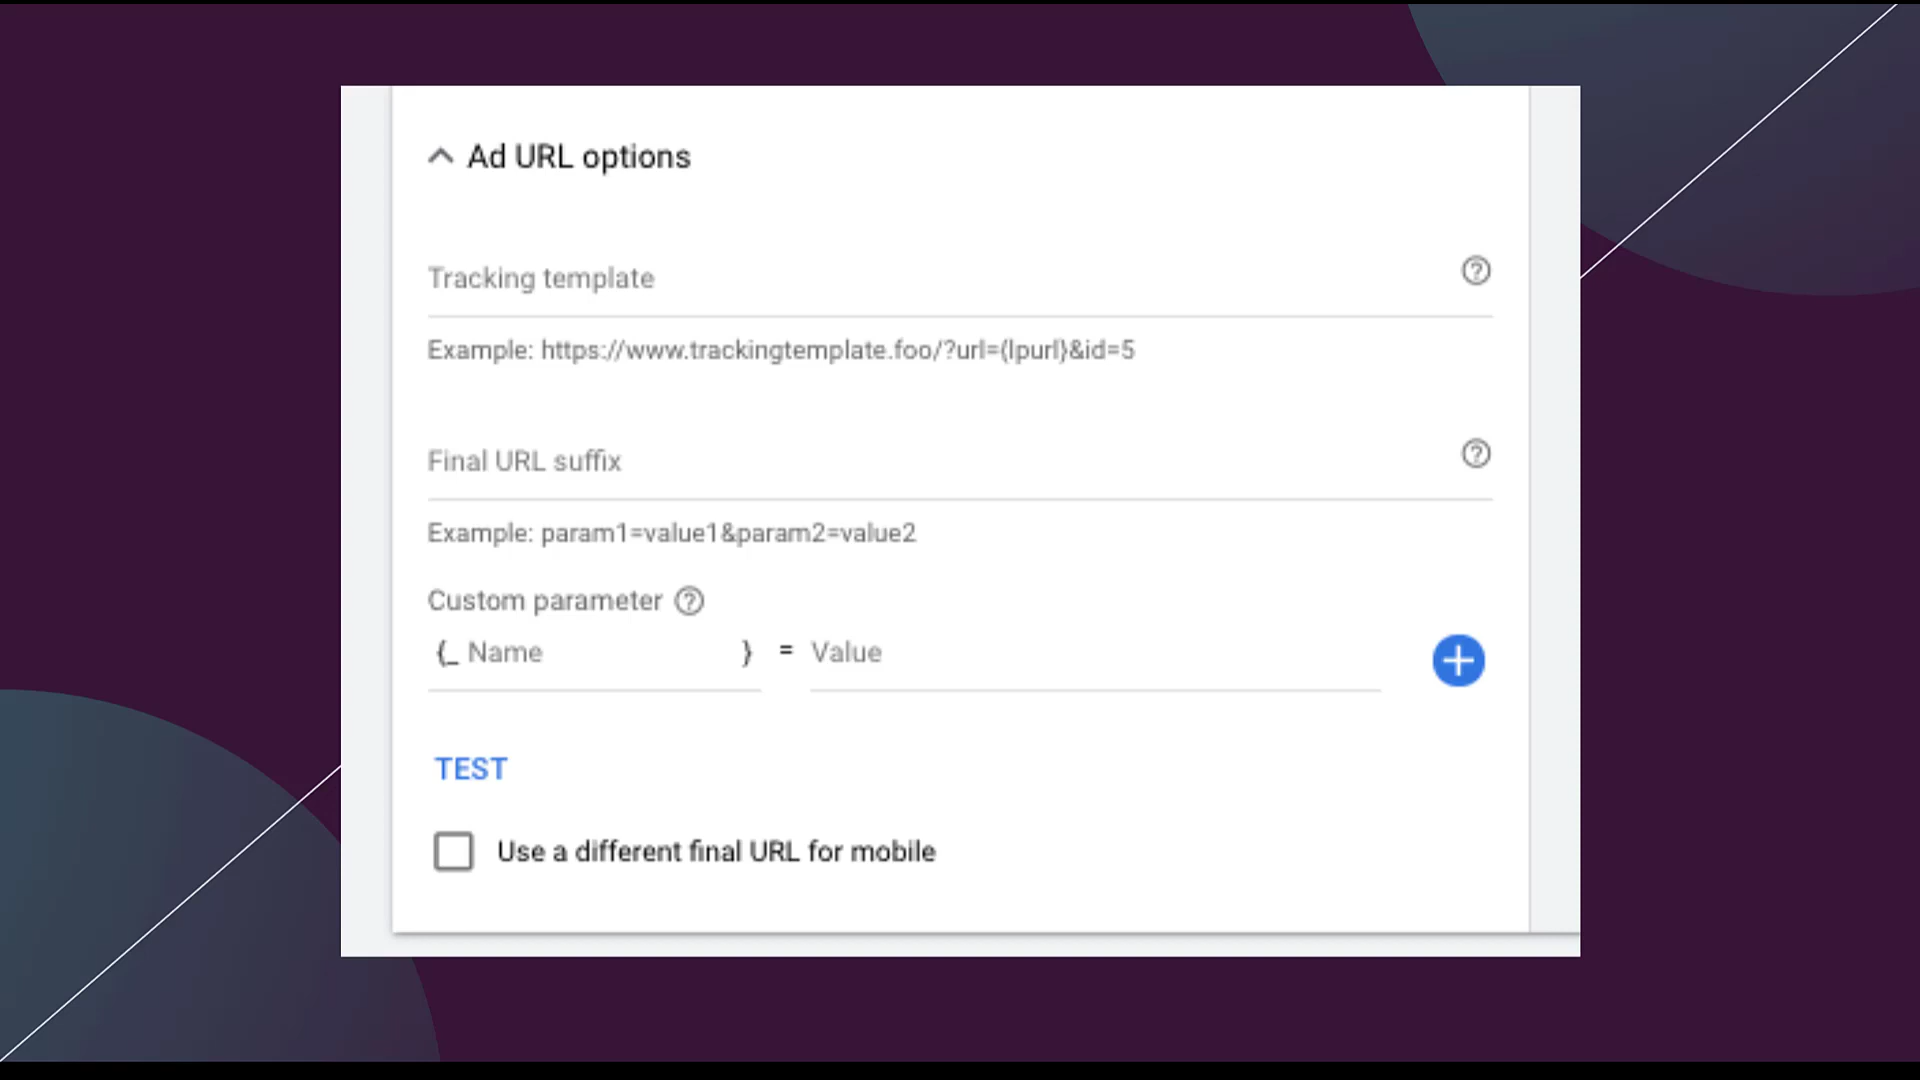 Ad URL options
Tracking template
Example: https://www.trackingtemplate.foo/?url={lpurl}&id=5
Final URL suffix
Example: param1=value1&param2=value2
Custom parameter
{_ Name } = Value
TEST
Use a different final URL for mobile